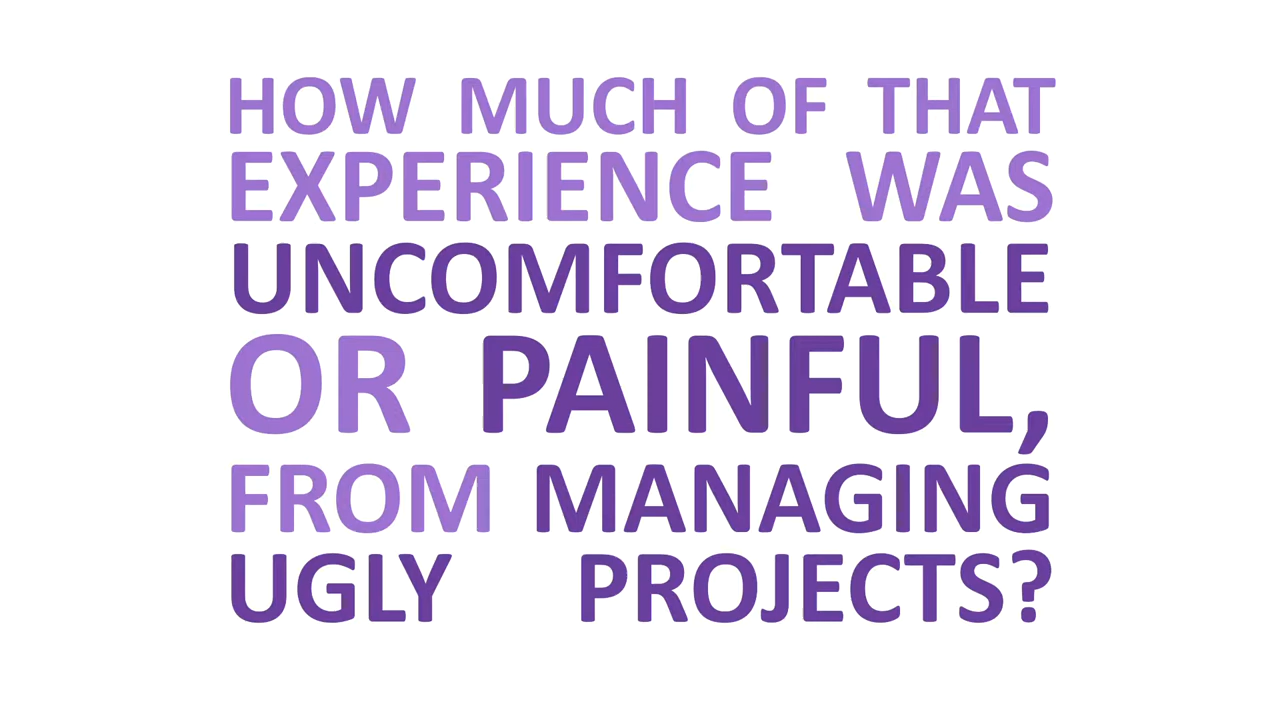 HOW MUCH OF THAT
EXPERIENCE WAS
UNCOMFORTABLE
OR PAINFUL,
FROM MANAGING
UGLY PROJECTS?